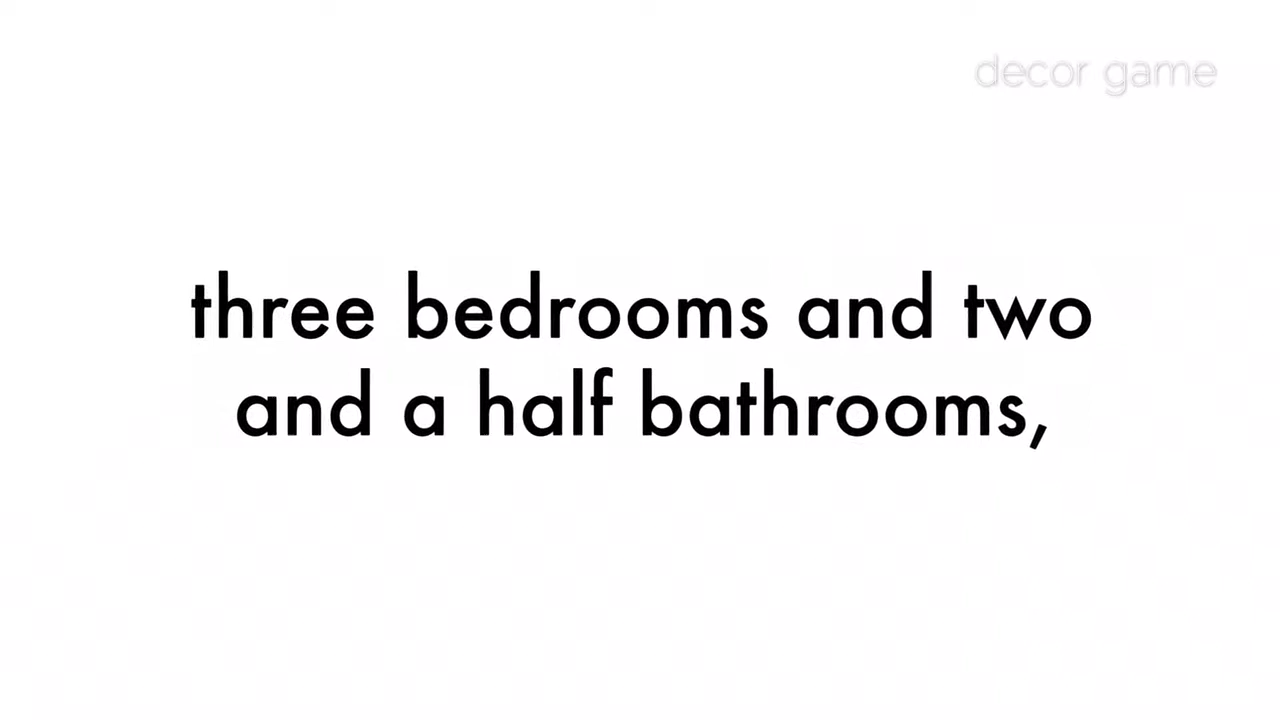 decor game
three bedrooms and two
and a half bathrooms,